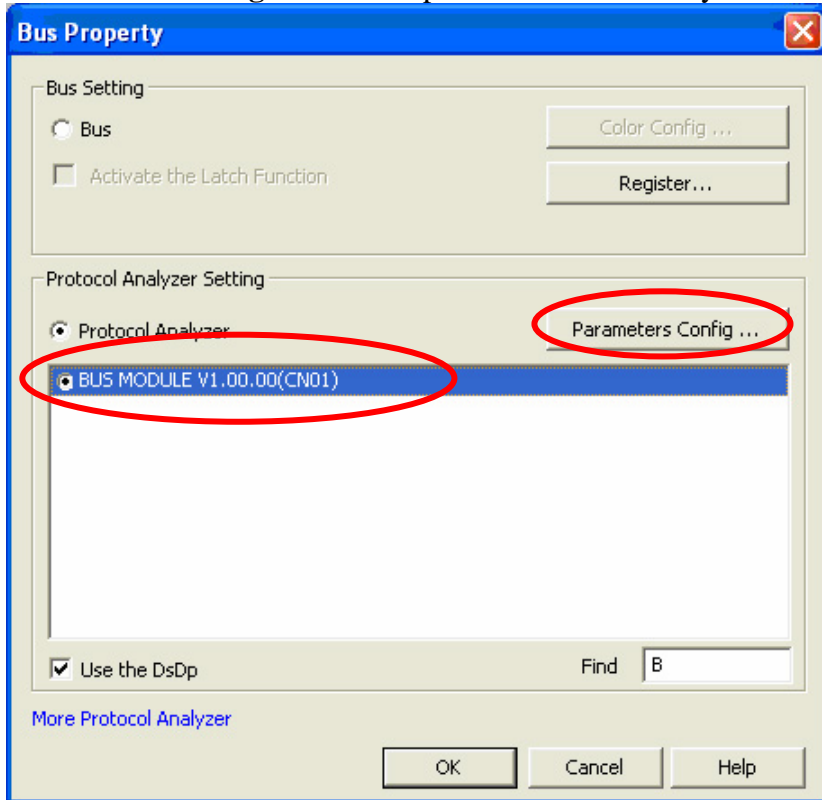 Bus Property
Bus Setting
Bus
Color Config ...
Activate the Latch Function
Register...
Protocol Analyzer Setting
Protocol Analyzer
Parameters Config ...
BUS MODULE V1.00.00(CN01)
Use the DsDp
Find B
More Protocol Analyzer
OK Cancel Help